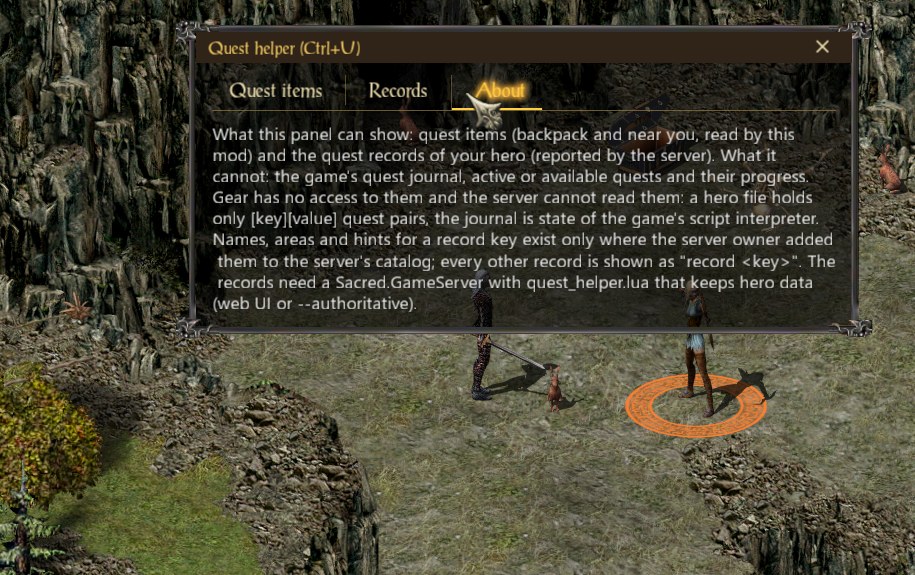 Quest helper (Ctrl+U)
Quest items
Records
About
What this panel can show: quest items (backpack and near you, read by this
mod) and the quest records of your hero (reported by the server). What it
cannot: the game's quest journal, active or available quests and their progress.
Gear has no access to them and the server cannot read them: a hero file holds
only [key][value] quest pairs, the journal is state of the game's script interpreter.
Names, areas and hints for a record key exist only where the server owner added
them to the server's catalog; every other record is shown as "record <key>". The
records need a Sacred.GameServer with quest_helper.lua that keeps hero data
(web UI or --authoritative).